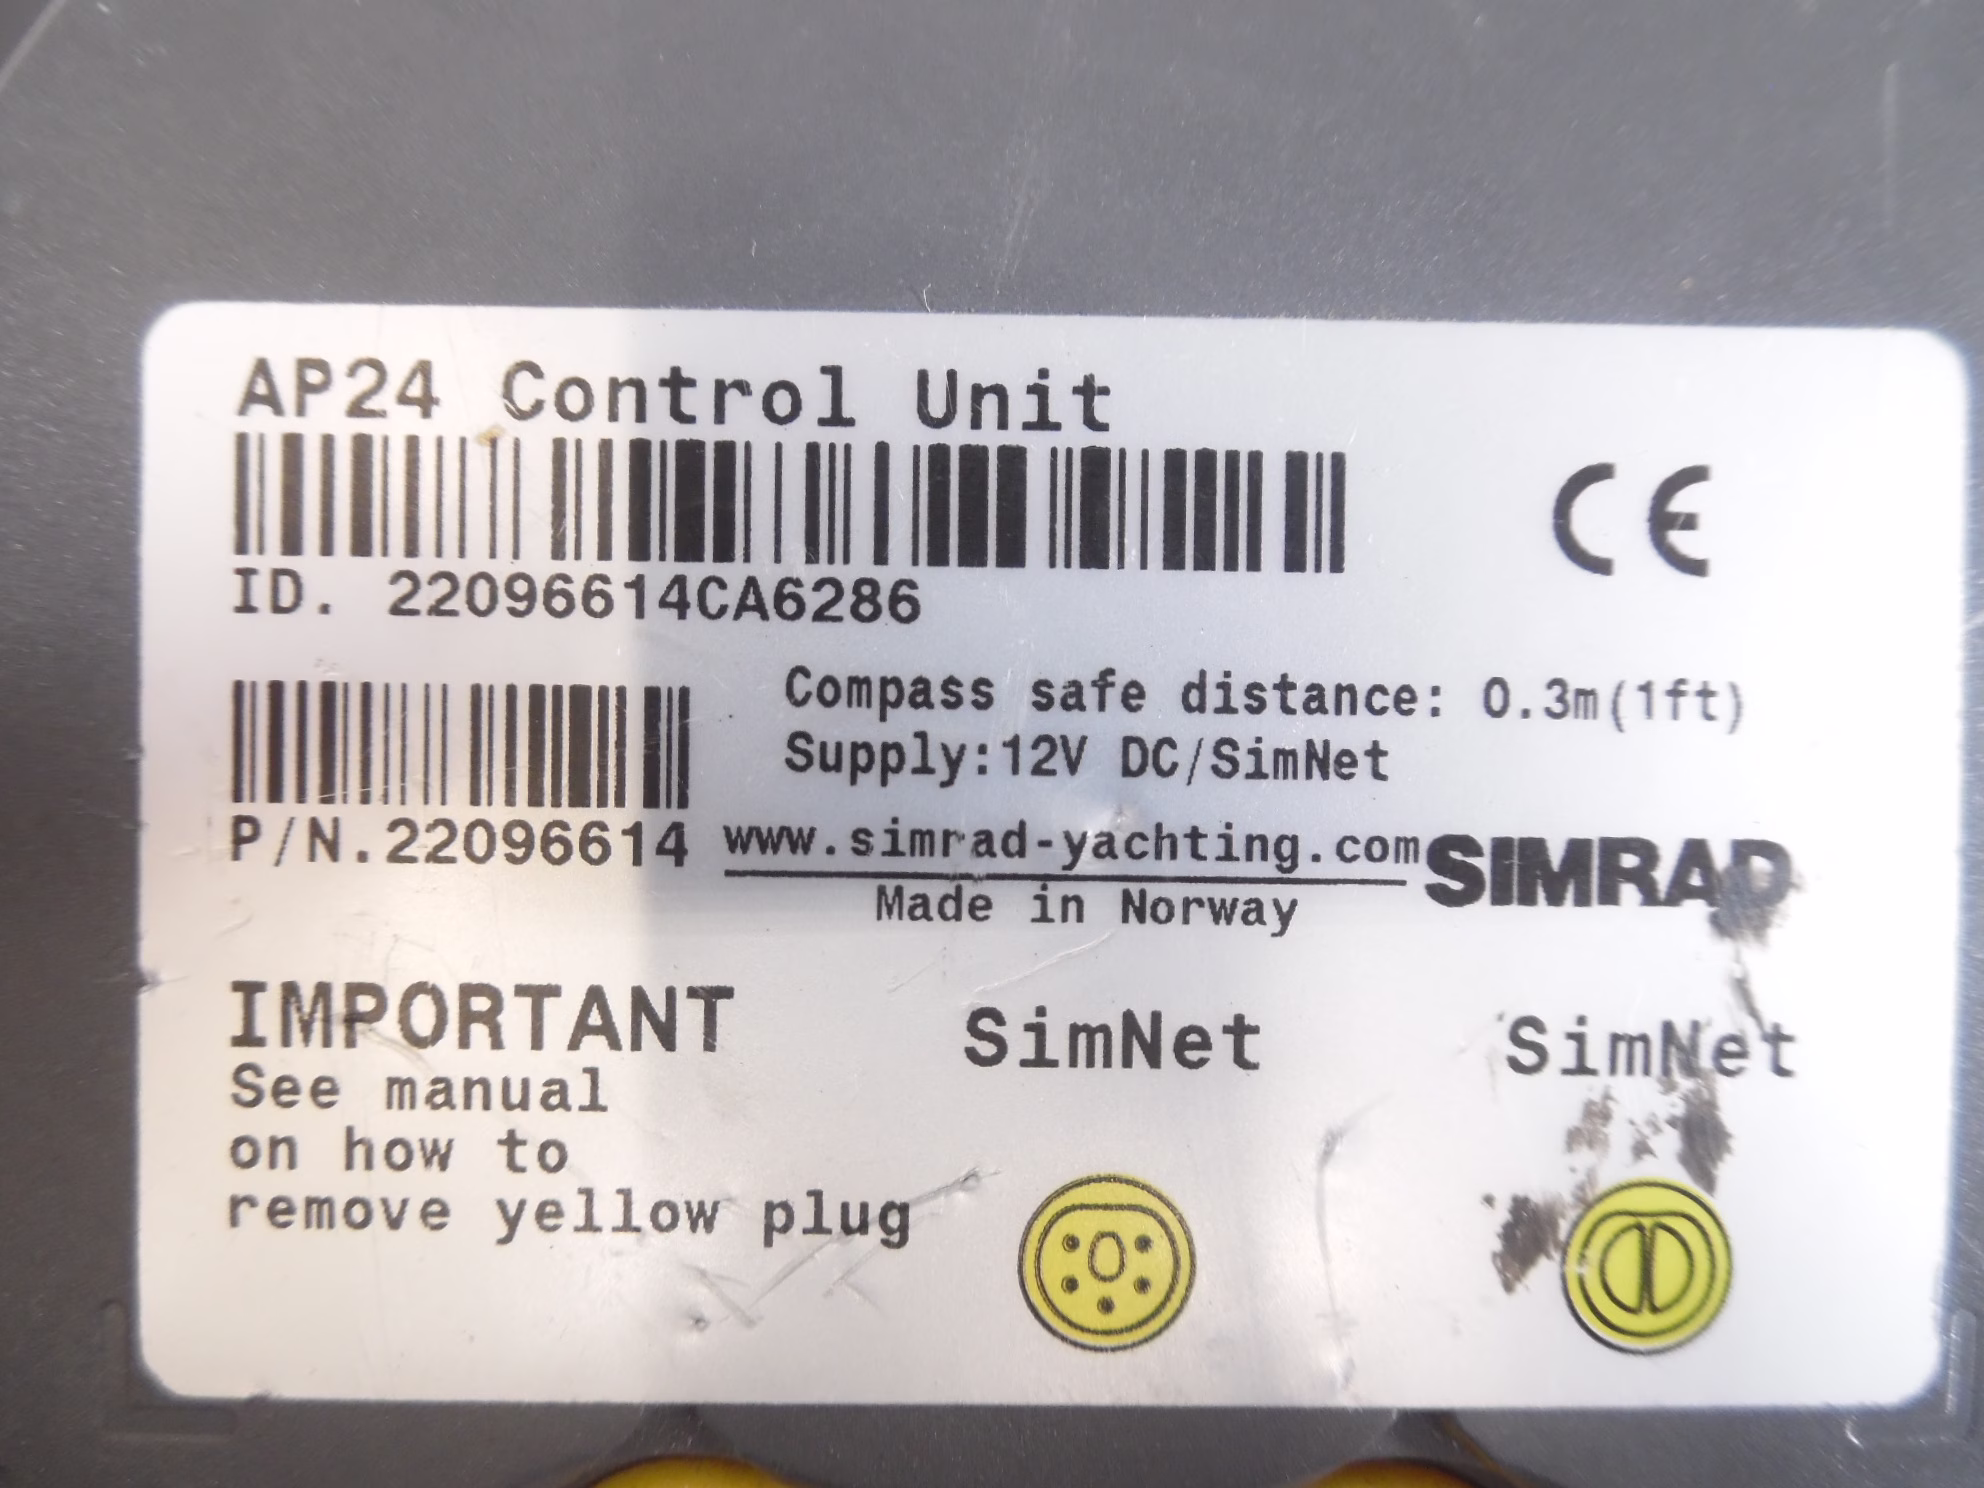 AP24 Control Unit
CE
ID. 22096614CA6286
Compass safe distance: 0.3m(1ft)
Supply:12V DC/SimNet
P/N.22096614
www.simrad-yachting.com
SIMRAD
Made in Norway
IMPORTANT
See manual
on how to
remove yellow plug
SimNet
SimNet